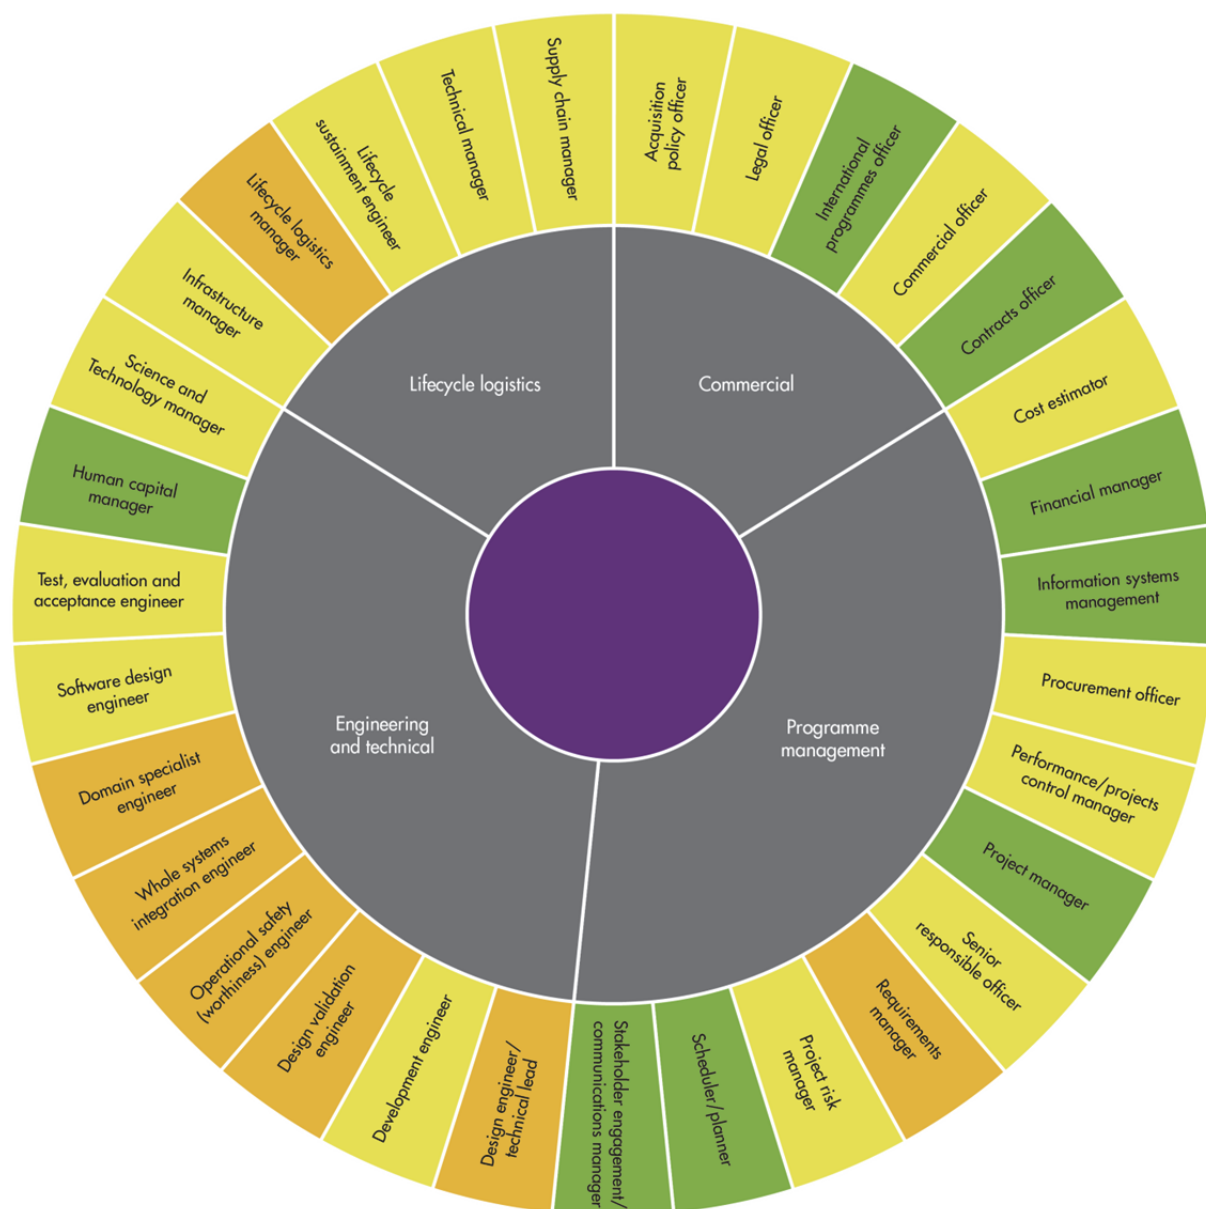 Supply chain manager
Acquisition
policy officer
Legal officer
International
programmes officer
Commercial officer
Contracts officer
Cost estimator
Financial manager
Information systems
management
Procurement officer
Performance/projects
control manager
Project manager
Senior
responsible officer
Requirements
manager
Project risk
manager
Scheduler/planner
Stakeholder engagement/
communications manager
Design engineer/
technical lead
Development engineer
Design validation
engineer
Operational safety
(worthiness) engineer
Whole systems
integration engineer
Domain specialist
engineer
Software design
engineer
Test, evaluation and
acceptance engineer
Human capital
manager
Science and
Technology manager
Infrastructure
manager
Lifecycle logistics
manager
Lifecycle
sustainment engineer
Technical manager
Lifecycle logistics
Commercial
Engineering
and technical
Programme
management